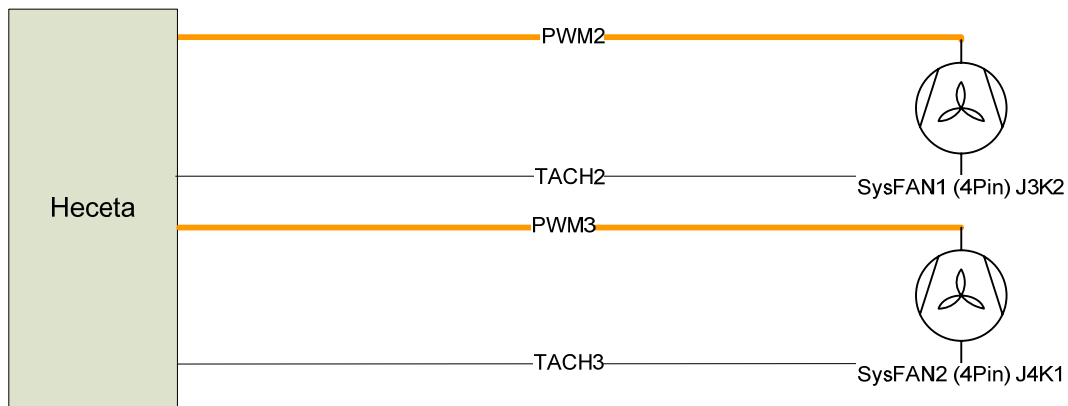 PWM2
TACH2
SysFAN1 (4Pin) J3K2
Heceta
PWM3
TACH3
SysFAN2 (4Pin) J4K1